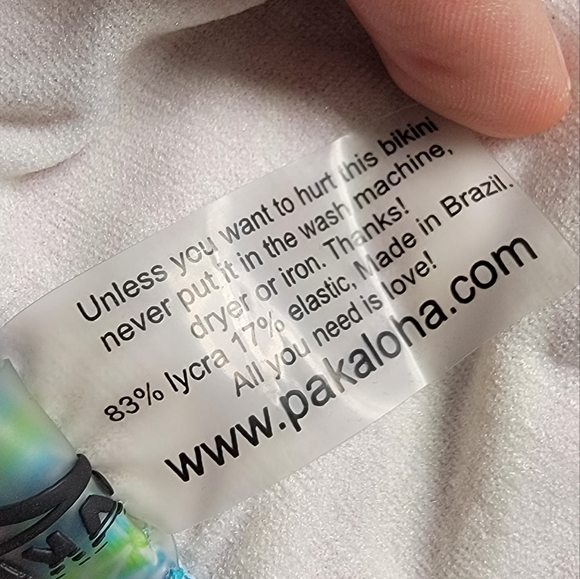 Unless you want to hurt this bikini
never put it in the wash machine,
dryer or iron. Thanks!
83% lycra 17% elastic, Made in Brazil.
All you need is love!
www.pakaloha.com